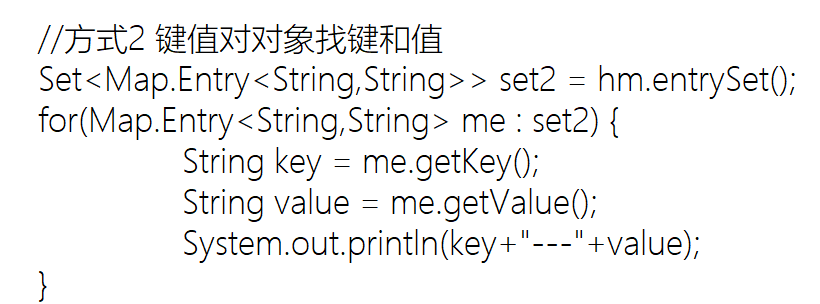 //方式2 键值对对象找键和值
Set<Map.Entry<String,String>> set2 = hm.entrySet();
for(Map.Entry<String,String> me : set2) {
String key = me.getKey();
String value = me.getValue();
System.out.println(key+"---"+value);
}